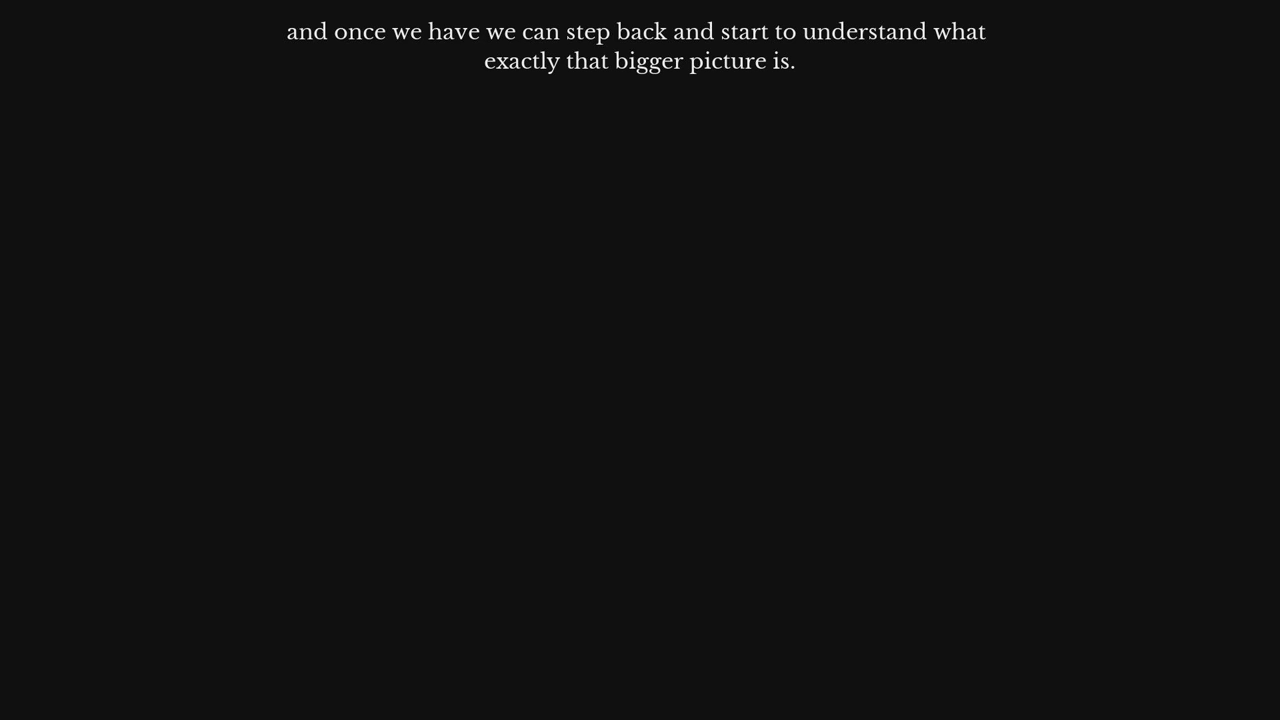 and once we have we can step back and start to understand what
exactly that bigger picture is.